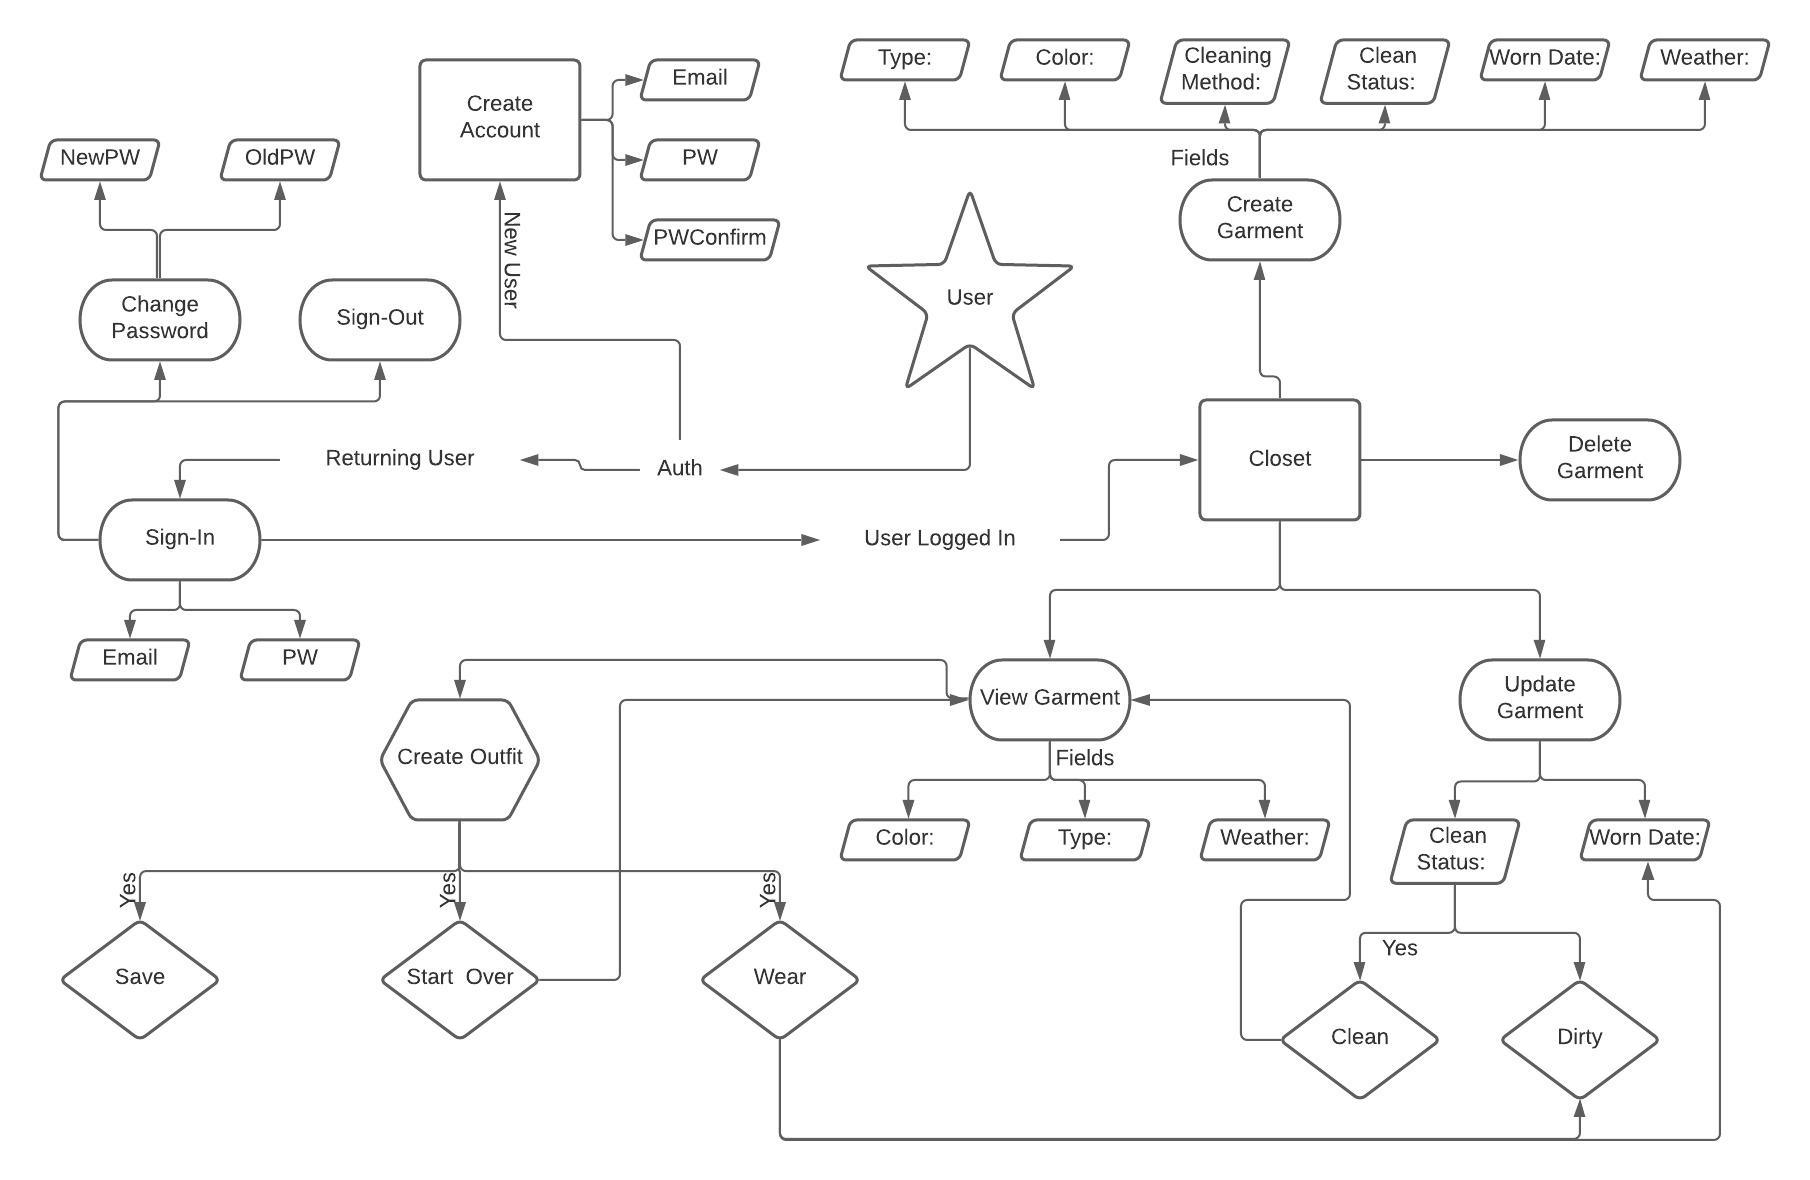 Type:
Color:
Cleaning
Method:
Clean
Status:
Worn Date:
Weather:
Create
Account
Email
PW
PWConfirm
NewPW
OldPW
Fields
Create
Garment
New User
User
Change
Password
Sign-Out
Returning User
Auth
Closet
Delete
Garment
Sign-In
User Logged In
Email
PW
View Garment
Update
Garment
Create Outfit
Fields
Color:
Type:
Weather:
Clean
Status:
Worn Date:
Yes
Yes
Yes
Yes
Save
Start  Over
Wear
Clean
Dirty